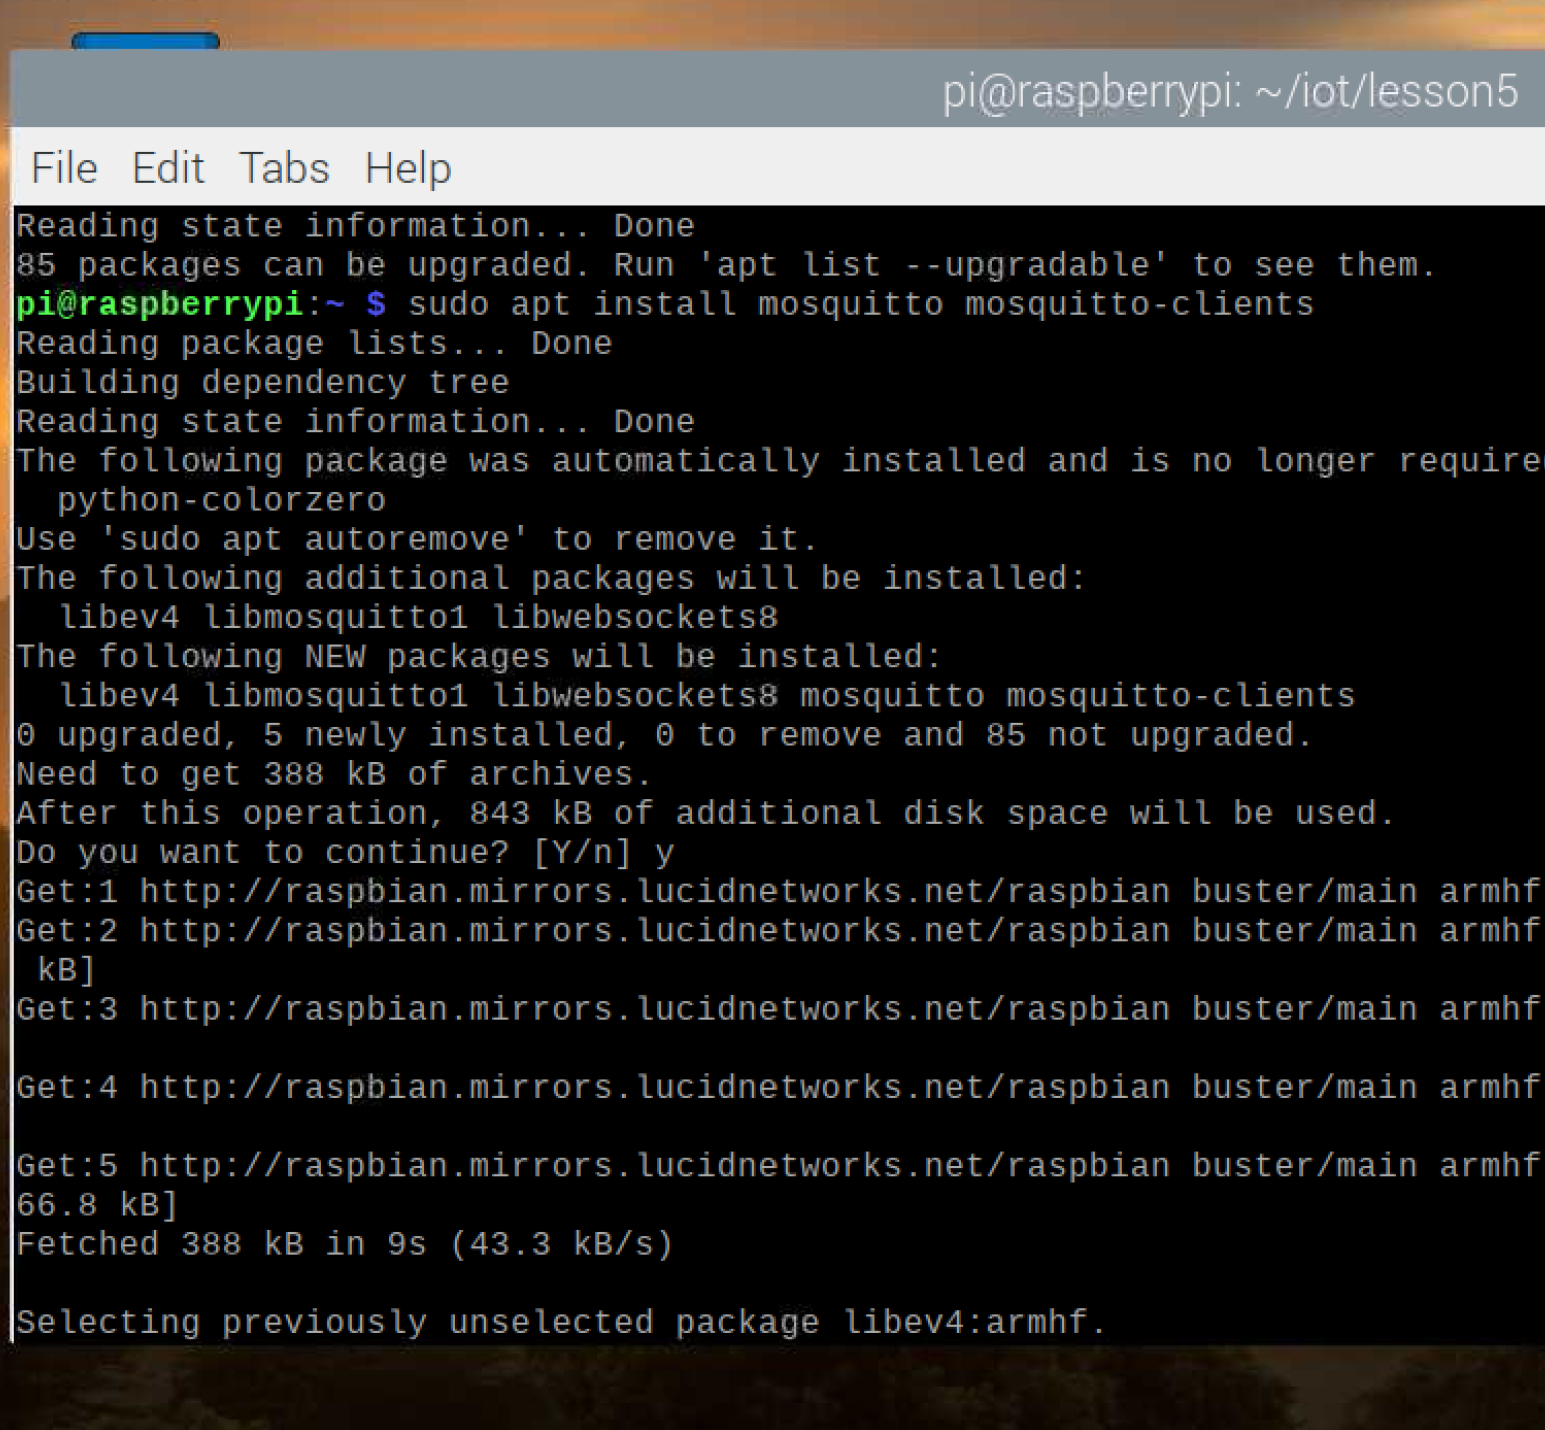 pi@raspberrypi: ~/iot/lesson5
File Edit Tabs Help
Reading state information... Done
85 packages can be upgraded. Run 'apt list --upgradable' to see them.
pi@raspberrypi:~ $ sudo apt install mosquitto mosquitto-clients
Reading package lists... Done
Building dependency tree
Reading state information... Done
The following package was automatically installed and is no longer require
  python-colorzero
Use 'sudo apt autoremove' to remove it.
The following additional packages will be installed:
  libev4 libmosquitto1 libwebsockets8
The following NEW packages will be installed:
  libev4 libmosquitto1 libwebsockets8 mosquitto mosquitto-clients
0 upgraded, 5 newly installed, 0 to remove and 85 not upgraded.
Need to get 388 kB of archives.
After this operation, 843 kB of additional disk space will be used.
Do you want to continue? [Y/n] y
Get:1 http://raspbian.mirrors.lucidnetworks.net/raspbian buster/main armhf
Get:2 http://raspbian.mirrors.lucidnetworks.net/raspbian buster/main armhf
 kB]
Get:3 http://raspbian.mirrors.lucidnetworks.net/raspbian buster/main armhf
Get:4 http://raspbian.mirrors.lucidnetworks.net/raspbian buster/main armhf
Get:5 http://raspbian.mirrors.lucidnetworks.net/raspbian buster/main armhf
66.8 kB]
Fetched 388 kB in 9s (43.3 kB/s)
Selecting previously unselected package libev4:armhf.